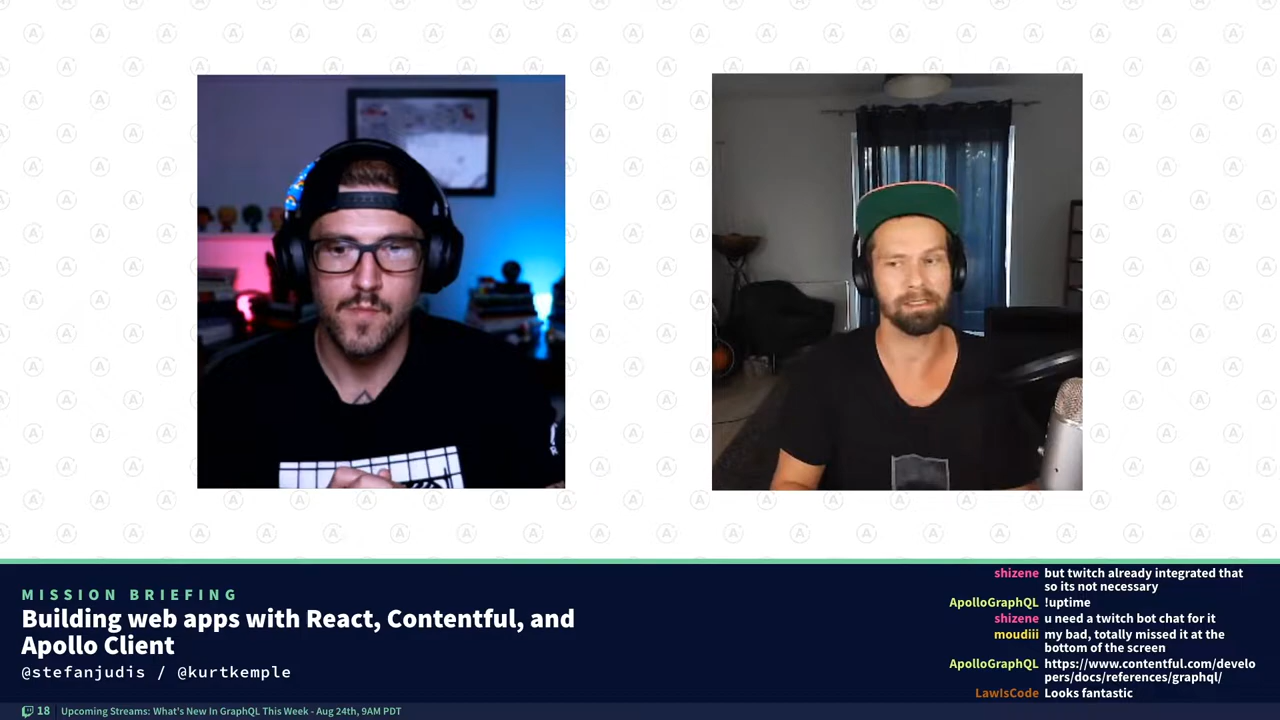 MISSION BRIEFING
Building web apps with React, Contentful, and
Apollo Client
@stefanjudis / @kurtkemple
shizene but twitch already integrated that
so its not necessary
ApolloGraphQL !uptime
shizene u need a twitch bot chat for it
moudiii my bad, totally missed it at the
bottom of the screen
ApolloGraphQL https://www.contentful.com/develo
pers/docs/references/graphql/
LawIsCode Looks fantastic
18 Upcoming Streams: What's New In GraphQL This Week - Aug 24th, 9AM PDT